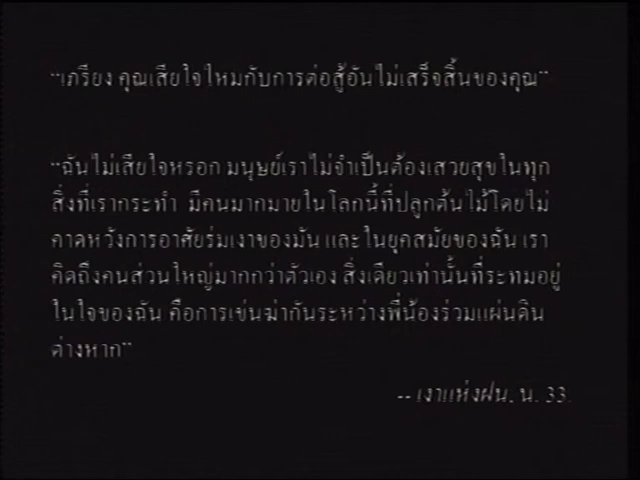 "เกรียง คุณเสียใจไหมกับการต่อสู้อันไม่เสร็จสิ้นของคุณ"
"ฉันไม่เสียใจหรอก มนุษย์เราไม่จำเป็นต้องเสวยสุขในทุก
สิ่งที่เรากระทำ มีคนมากมายในโลกนี้ที่ปลูกต้นไม้โดยไม่
คาดหวังการอาศัยร่มเงาของมัน และในยุคสมัยของฉัน เรา
คิดถึงคนส่วนใหญ่มากกว่าตัวเอง สิ่งเดียวเท่านั้นที่ระทมอยู่
ในใจของฉัน คือการเข่นฆ่ากันระหว่างพี่น้องร่วมแผ่นดิน
ต่างหาก"
-- เงาแห่งฝน, น. 33.